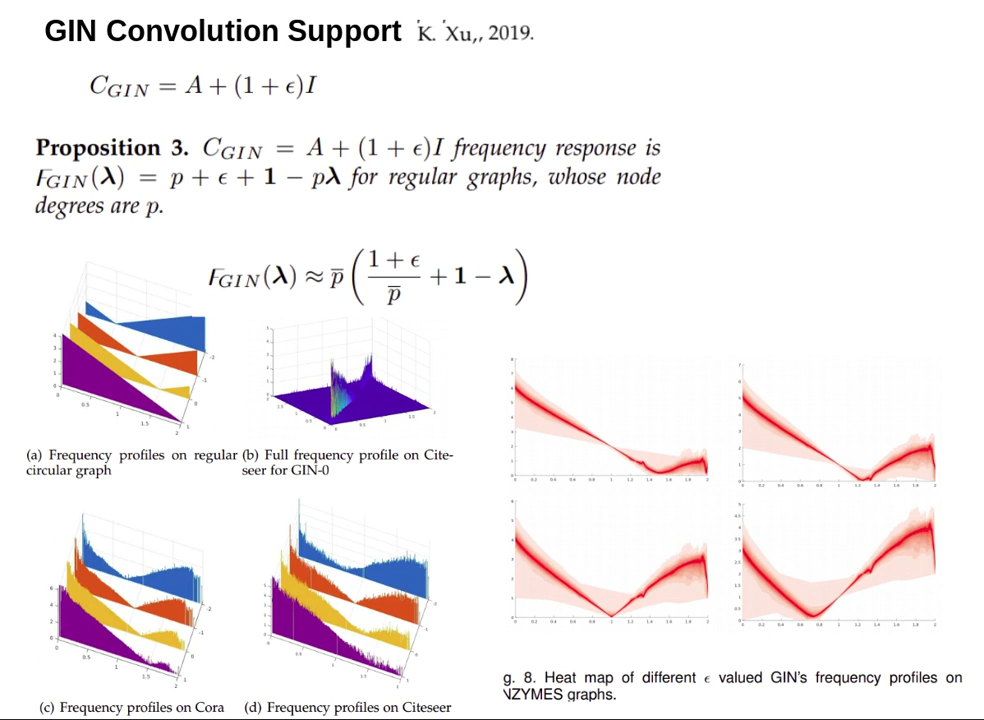 GIN Convolution Support K. Xu,, 2019.
C_GIN = A + (1 + ϵ)I
Proposition 3. C_GIN = A + (1 + ϵ)I frequency response is
F_GIN(λ) = p + ϵ + 1 − pλ for regular graphs, whose node
degrees are p.
F_GIN(λ) ≈ p̅ ( (1 + ϵ) / p̅ + 1 − λ )
(a) Frequency profiles on regular
circular graph
(b) Full frequency profile on Cite-
seer for GIN-0
(c) Frequency profiles on Cora
(d) Frequency profiles on Citeseer
g. 8. Heat map of different ϵ valued GIN's frequency profiles on
NZYMES graphs.